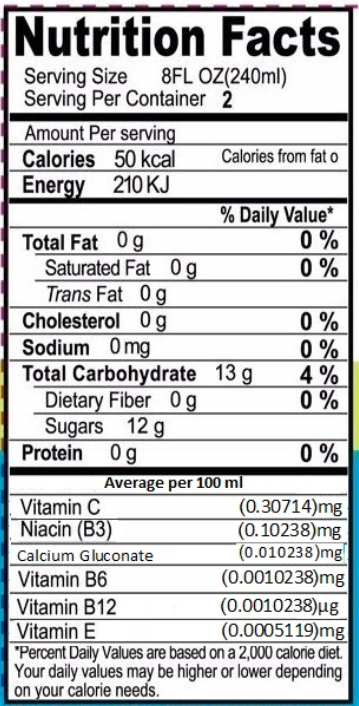 Nutrition Facts
Serving Size 8FL OZ(240ml)
Serving Per Container 2
Amount Per serving
Calories 50 kcal Calories from fat o
Energy 210 KJ
% Daily Value*
Total Fat 0 g 0 %
Saturated Fat 0 g 0 %
Trans Fat 0 g
Cholesterol 0 g 0 %
Sodium 0 mg 0 %
Total Carbohydrate 13 g 4 %
Dietary Fiber 0 g 0 %
Sugars 12 g
Protein 0 g 0 %
Average per 100 ml
Vitamin C (0.30714)mg
Niacin (B3) (0.10238)mg
Calcium Gluconate (0.010238)mg
Vitamin B6 (0.0010238)mg
Vitamin B12 (0.0010238)µg
Vitamin E (0.0005119)mg
*Percent Daily Values are based on a 2,000 calorie diet.
Your daily values may be higher or lower depending
on your calorie needs.